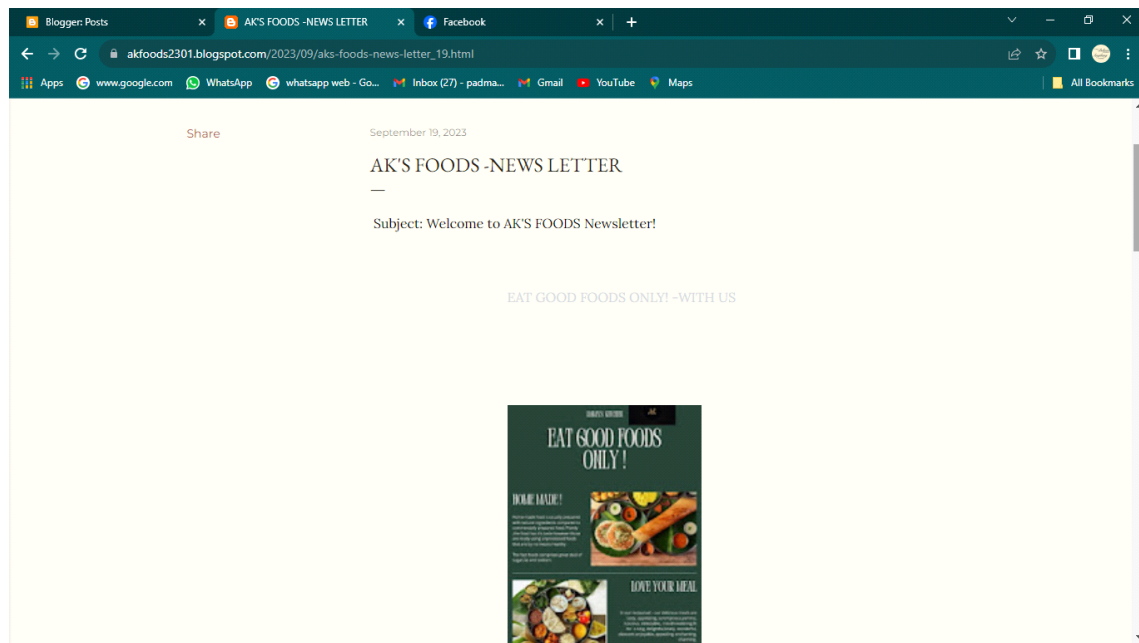 Blogger: Posts
AK'S FOODS -NEWS LETTER
Facebook
akfoods2301.blogspot.com/2023/09/aks-foods-news-letter_19.html
Apps
www.google.com
WhatsApp
whatsapp web - Go...
Inbox (27) - padma...
Gmail
YouTube
Maps
All Bookmarks
Share
September 19, 2023
AK'S FOODS -NEWS LETTER
Subject: Welcome to AK'S FOODS Newsletter!
EAT GOOD FOODS ONLY! -WITH US
EAT GOOD FOODS
ONLY !
HOME MADE !
LOVE YOUR MEAL